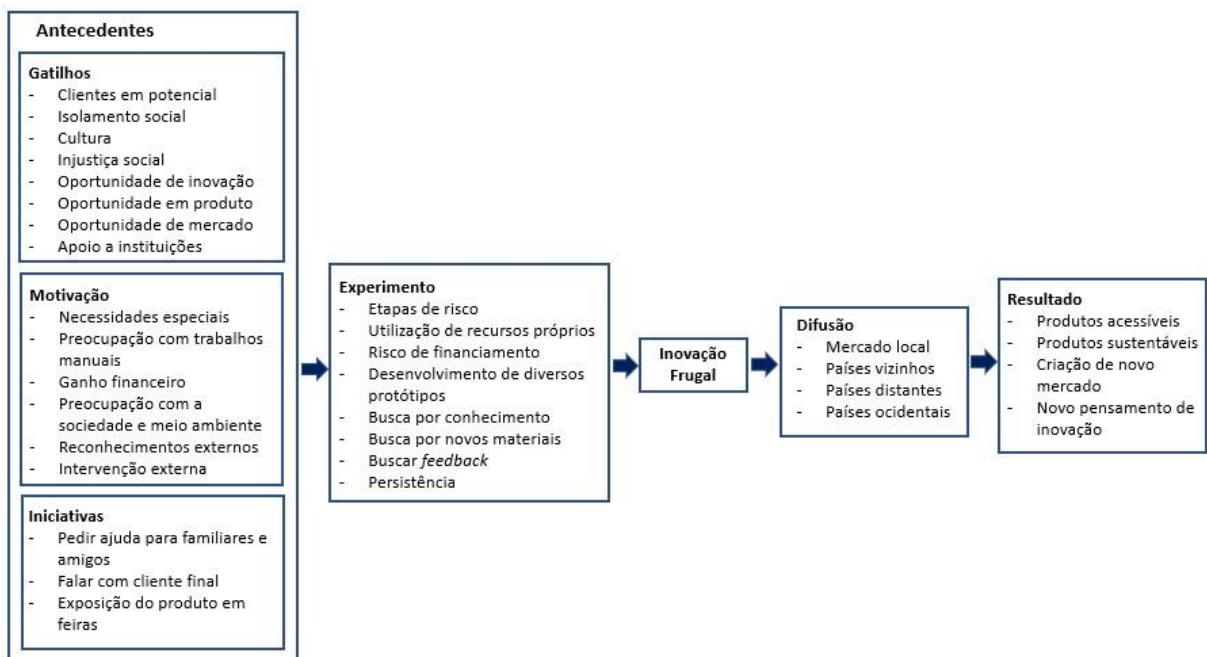 Antecedentes
Gatilhos
- Clientes em potencial
- Isolamento social
- Cultura
- Injustiça social
- Oportunidade de inovação
- Oportunidade em produto
- Oportunidade de mercado
- Apoio a instituições
Motivação
- Necessidades especiais
- Preocupação com trabalhos
manuais
- Ganho financeiro
- Preocupação com a
sociedade e meio ambiente
- Reconhecimentos externos
- Intervenção externa
Iniciativas
- Pedir ajuda para familiares e
amigos
- Falar com cliente final
- Exposição do produto em
feiras
Experimento
- Etapas de risco
- Utilização de recursos próprios
- Risco de financiamento
- Desenvolvimento de diversos
protótipos
- Busca por conhecimento
- Busca por novos materiais
- Buscar feedback
- Persistência
Inovação
Frugal
Difusão
- Mercado local
- Países vizinhos
- Países distantes
- Países ocidentais
Resultado
- Produtos acessíveis
- Produtos sustentáveis
- Criação de novo
mercado
- Novo pensamento de
inovação